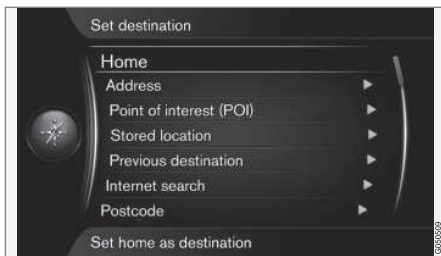 Set destination
Home
Address
Point of interest (POI)
Stored location
Previous destination
Internet search
Postcode
Set home as destination
G050509